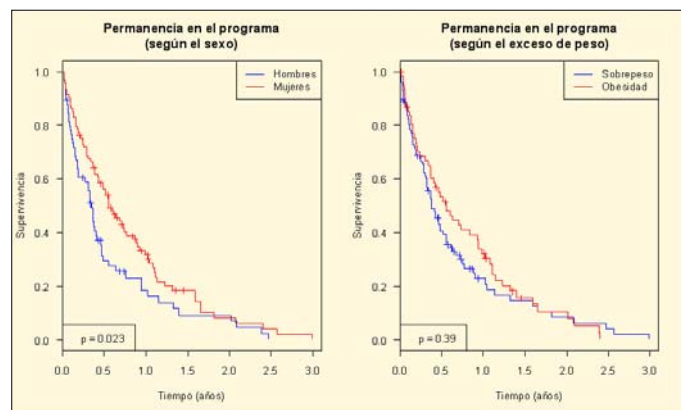 Permanencia en el programa
(según el sexo)
Hombres
Mujeres
Supervivencia
1.0
0.8
0.6
0.4
0.2
0.0
p = 0.023
0.0 0.5 1.0 1.5 2.0 2.5 3.0
Tiempo (años)
Permanencia en el programa
(según el exceso de peso)
Sobrepeso
Obesidad
Supervivencia
1.0
0.8
0.6
0.4
0.2
0.0
p = 0.39
0.0 0.5 1.0 1.5 2.0 2.5 3.0
Tiempo (años)